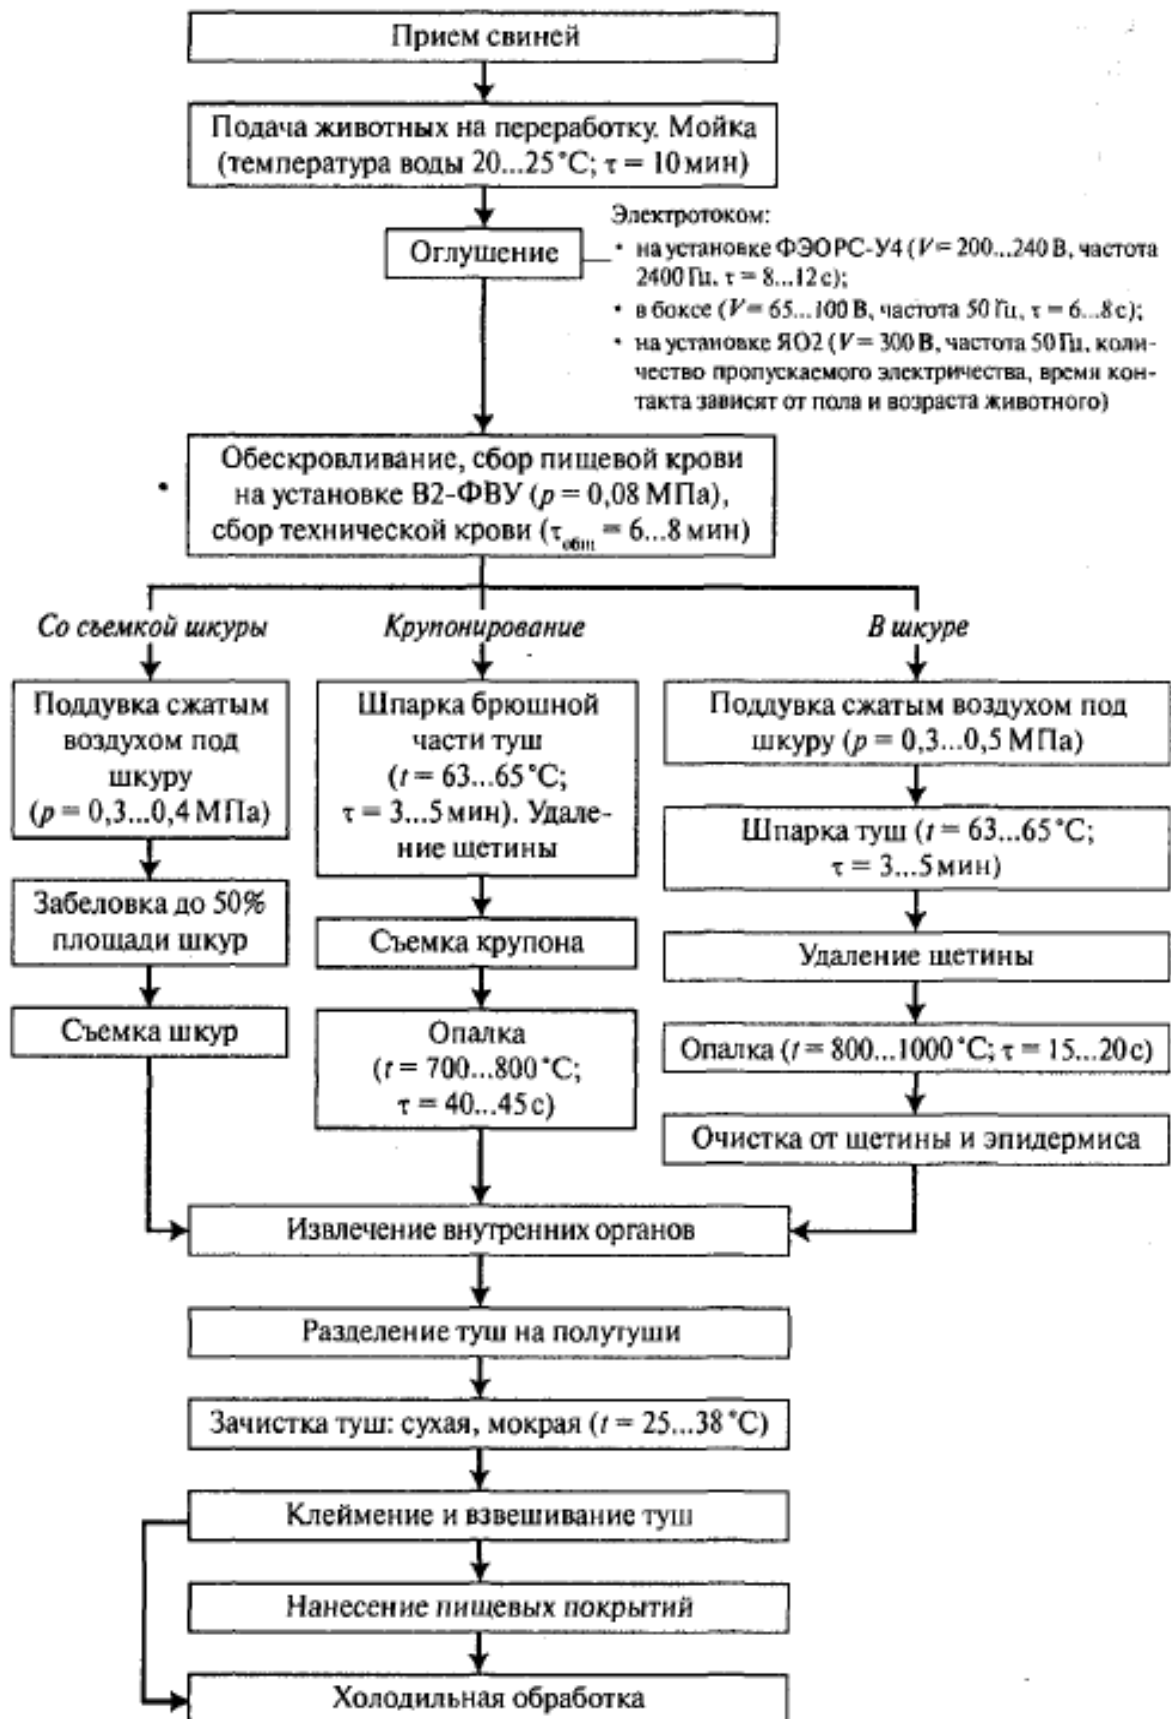 Прием свиней
Подача животных на переработку. Мойка
(температура воды 20...25 °С; τ = 10 мин)
Оглушение
Электротоком:
• на установке ФЭОРС-У4 (V = 200...240 В, частота
2400 Гц, τ = 8...12 с);
• в боксе (V = 65...100 В, частота 50 Гц, τ = 6...8 с);
• на установке ЯО2 (V = 300 В, частота 50 Гц, коли-
чество пропускаемого электричества, время кон-
такта зависят от пола и возраста животного)
Обескровливание, сбор пищевой крови
на установке В2-ФВУ (p = 0,08 МПа),
сбор технической крови (τобщ = 6...8 мин)
Со съемкой шкуры
Поддувка сжатым
воздухом под
шкуру
(p = 0,3...0,4 МПа)
Забеловка до 50%
площади шкур
Съемка шкур
Крупонирование
Шпарка брюшной
части туш
(t = 63...65 °С;
τ = 3...5 мин). Удале-
ние щетины
Съемка крупона
Опалка
(t = 700...800 °С;
τ = 40...45 с)
В шкуре
Поддувка сжатым воздухом под
шкуру (p = 0,3...0,5 МПа)
Шпарка туш (t = 63...65 °С;
τ = 3...5 мин)
Удаление щетины
Опалка (t = 800...1000 °С; τ = 15...20 с)
Очистка от щетины и эпидермиса
Извлечение внутренних органов
Разделение туш на полутуши
Зачистка туш: сухая, мокрая (t = 25...38 °С)
Клеймение и взвешивание туш
Нанесение пищевых покрытий
Холодильная обработка